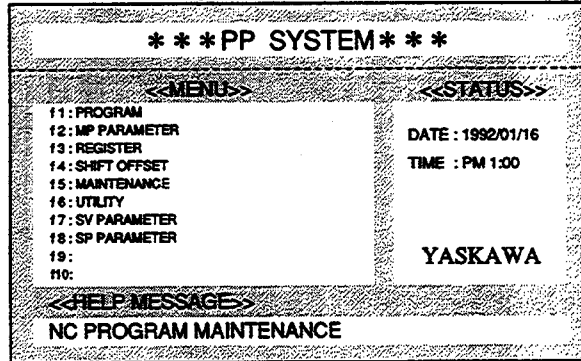 ***PP SYSTEM***
<<MENU>>
f1:PROGRAM
f2:MP PARAMETER
f3:REGISTER
f4:SHIFT OFFSET
f5:MAINTENANCE
f6:UTILITY
f7:SV PARAMETER
f8:SP PARAMETER
f9:
f10:
<<STATUS>>
DATE : 1992/01/16
TIME : PM 1:00
YASKAWA
<<HELP MESSAGE>>
NC PROGRAM MAINTENANCE